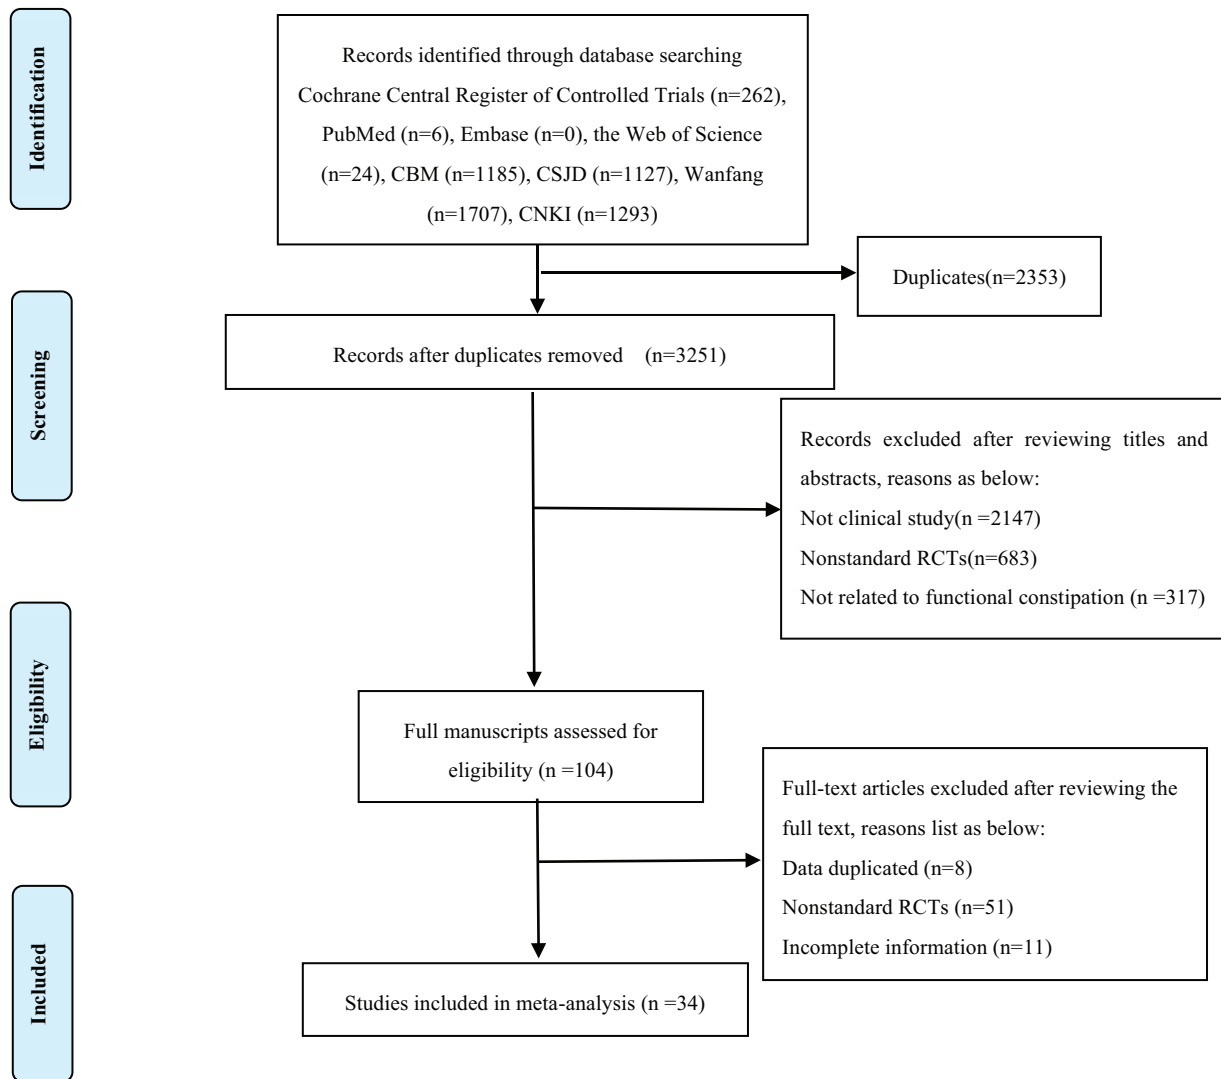 Identification
Records identified through database searching
Cochrane Central Register of Controlled Trials (n=262),
PubMed (n=6), Embase (n=0), the Web of Science
(n=24), CBM (n=1185), CSJD (n=1127), Wanfang
(n=1707), CNKI (n=1293)
Duplicates(n=2353)
Screening
Records after duplicates removed (n=3251)
Records excluded after reviewing titles and
abstracts, reasons as below:
Not clinical study(n =2147)
Nonstandard RCTs(n=683)
Not related to functional constipation (n =317)
Eligibility
Full manuscripts assessed for
eligibility (n =104)
Full-text articles excluded after reviewing the
full text, reasons list as below:
Data duplicated (n=8)
Nonstandard RCTs (n=51)
Incomplete information (n=11)
Included
Studies included in meta-analysis (n =34)